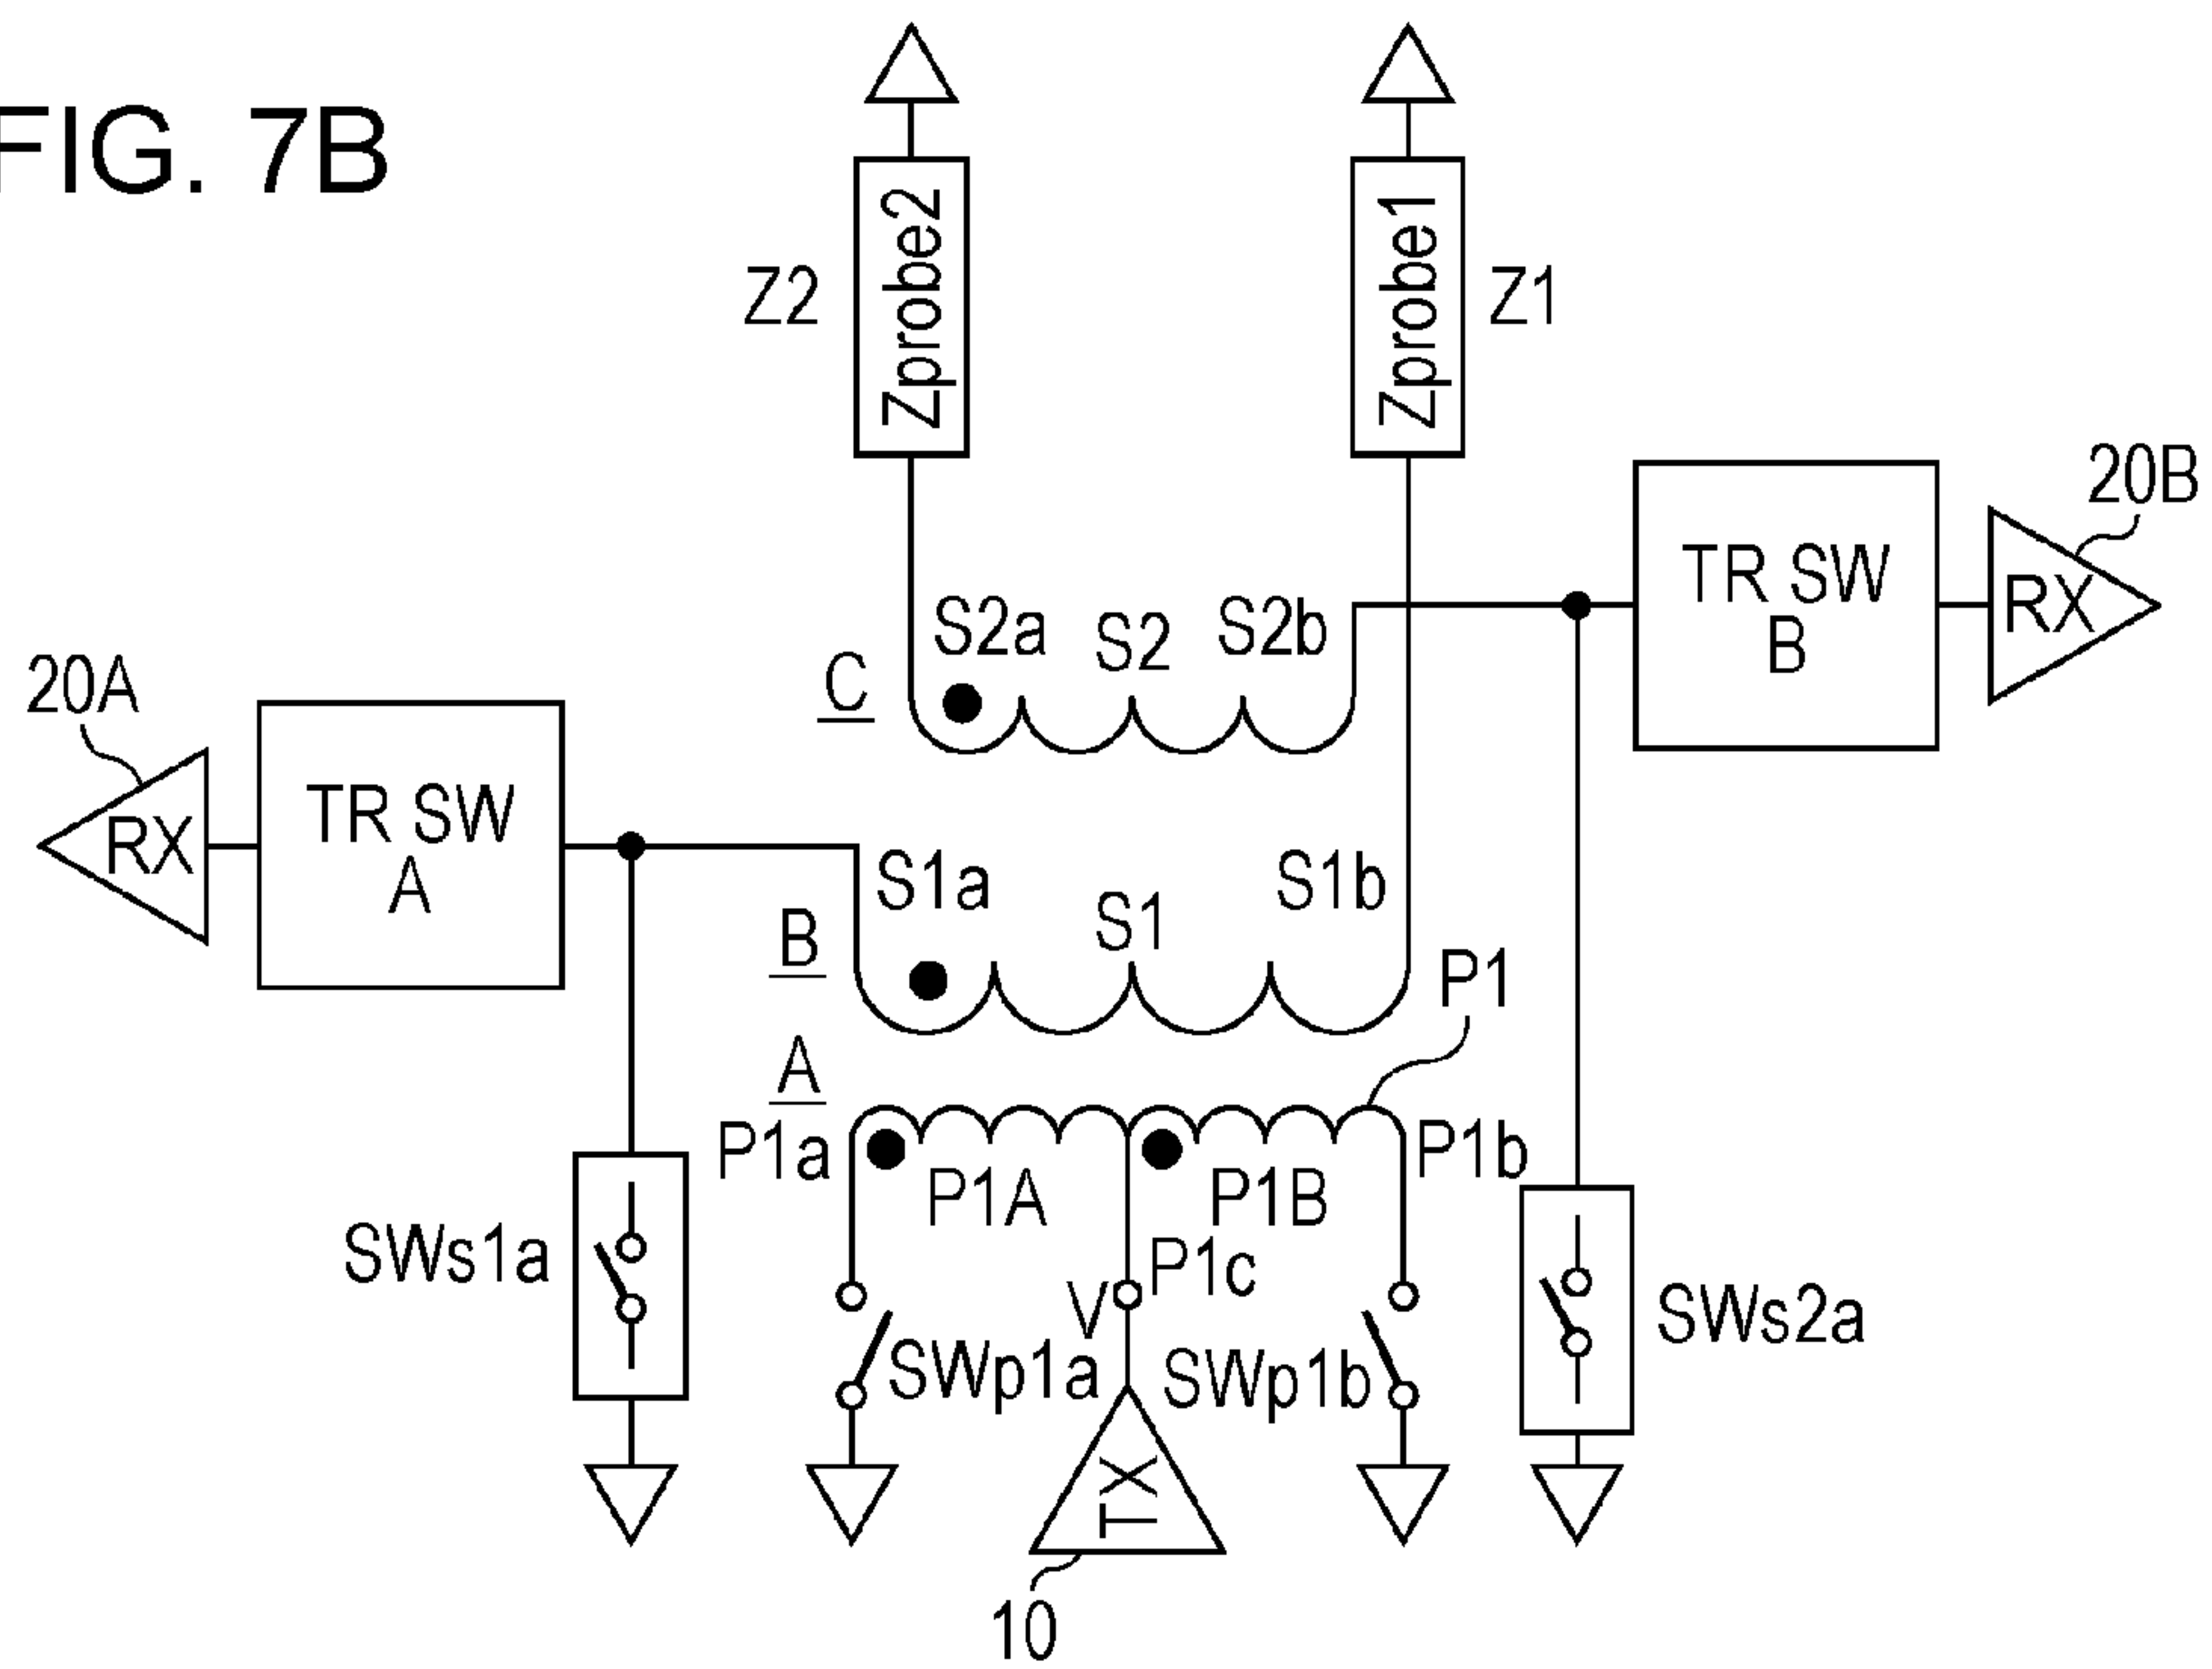 FIG. 7B
Zprobe2
Zprobe1
Z2
Z1
20B
TR SW
B
RX
S2a
S2
S2b
C
20A
TR SW
A
RX
S1a
S1
S1b
B
P1
A
P1a
P1b
P1A
P1B
SWs1a
P1c
V
SWp1a
SWp1b
SWs2a
TX
10